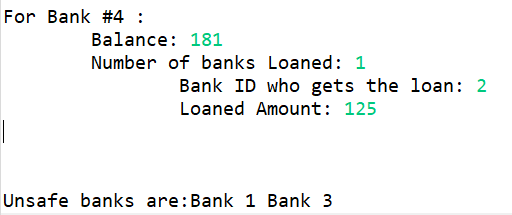 For Bank #4 :
Balance: 181
Number of banks Loaned: 1
Bank ID who gets the loan: 2
Loaned Amount: 125
Unsafe banks are:Bank 1 Bank 3